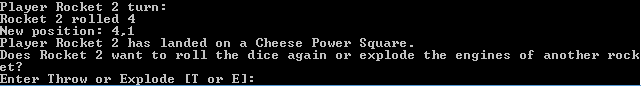 Player Rocket 2 turn:
Rocket 2 rolled 4
New position: 4,1
Player Rocket 2 has landed on a Cheese Power Square.
Does Rocket 2 want to roll the dice again or explode the engines of another rock
et?
Enter Throw or Explode [T or E]: